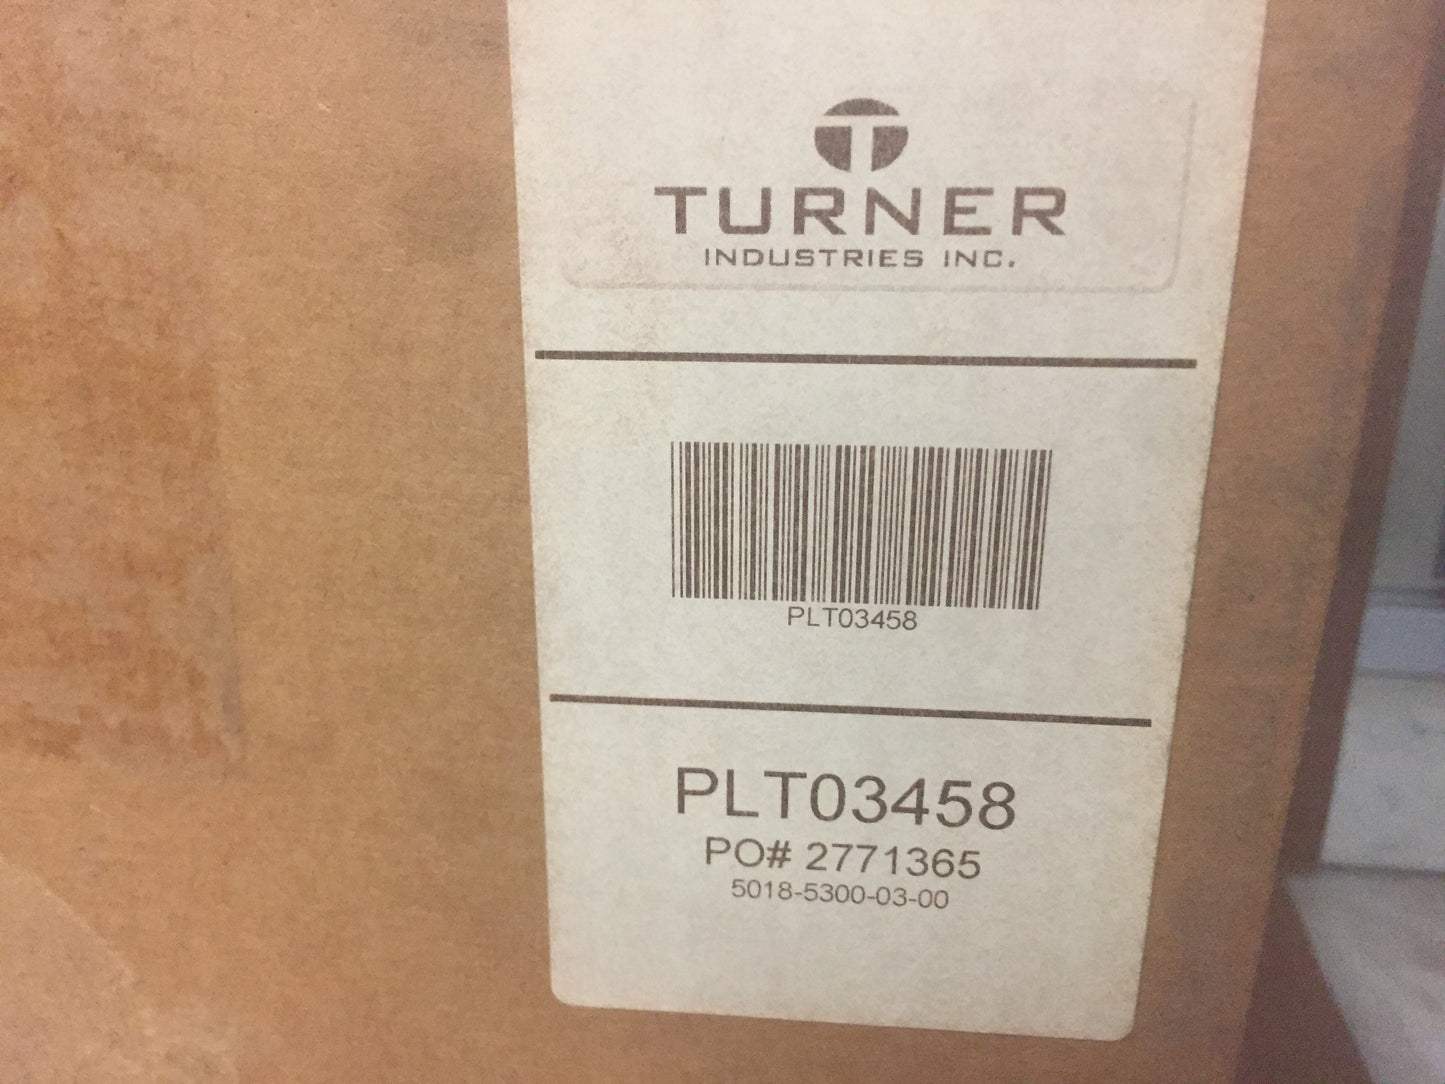 T
TURNER
INDUSTRIES INC.
PLT03458
PLT03458
PO# 2771365
5018-5300-03-00